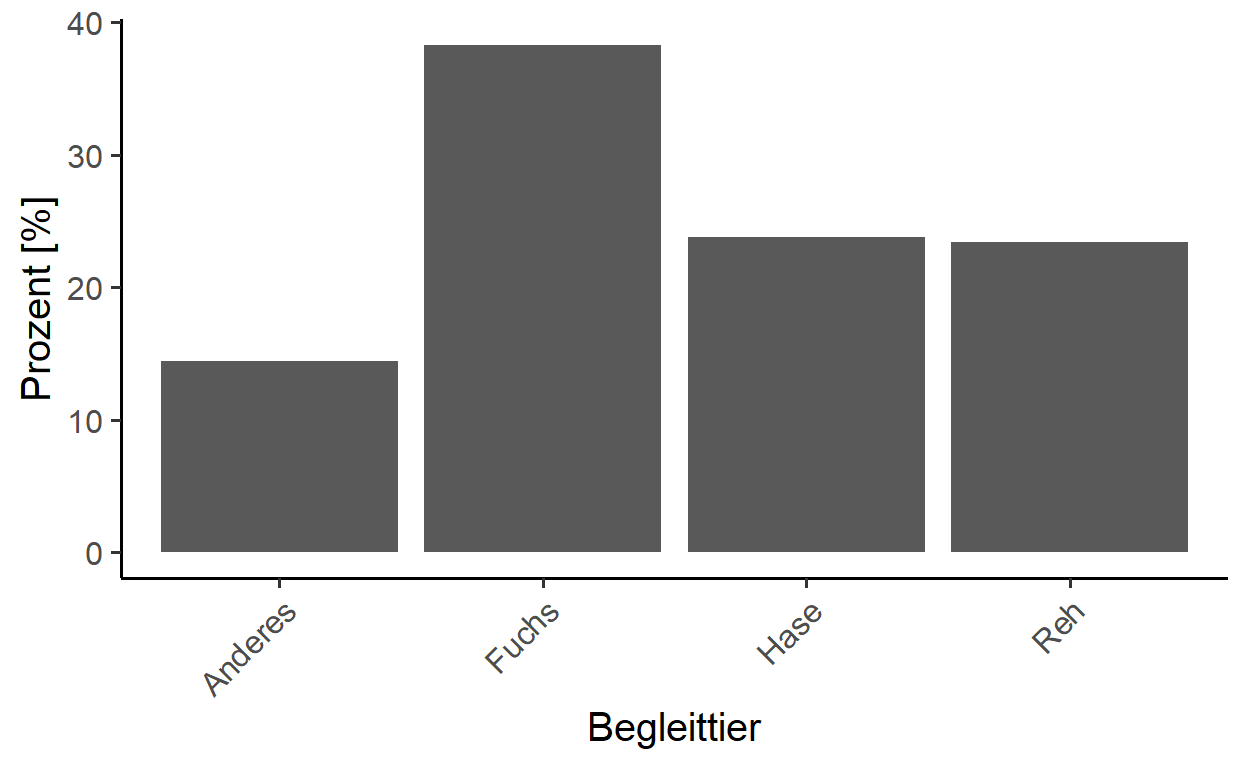 Prozent [%]
40
30
20
10
0
Anderes
Fuchs
Hase
Reh
Begleittier